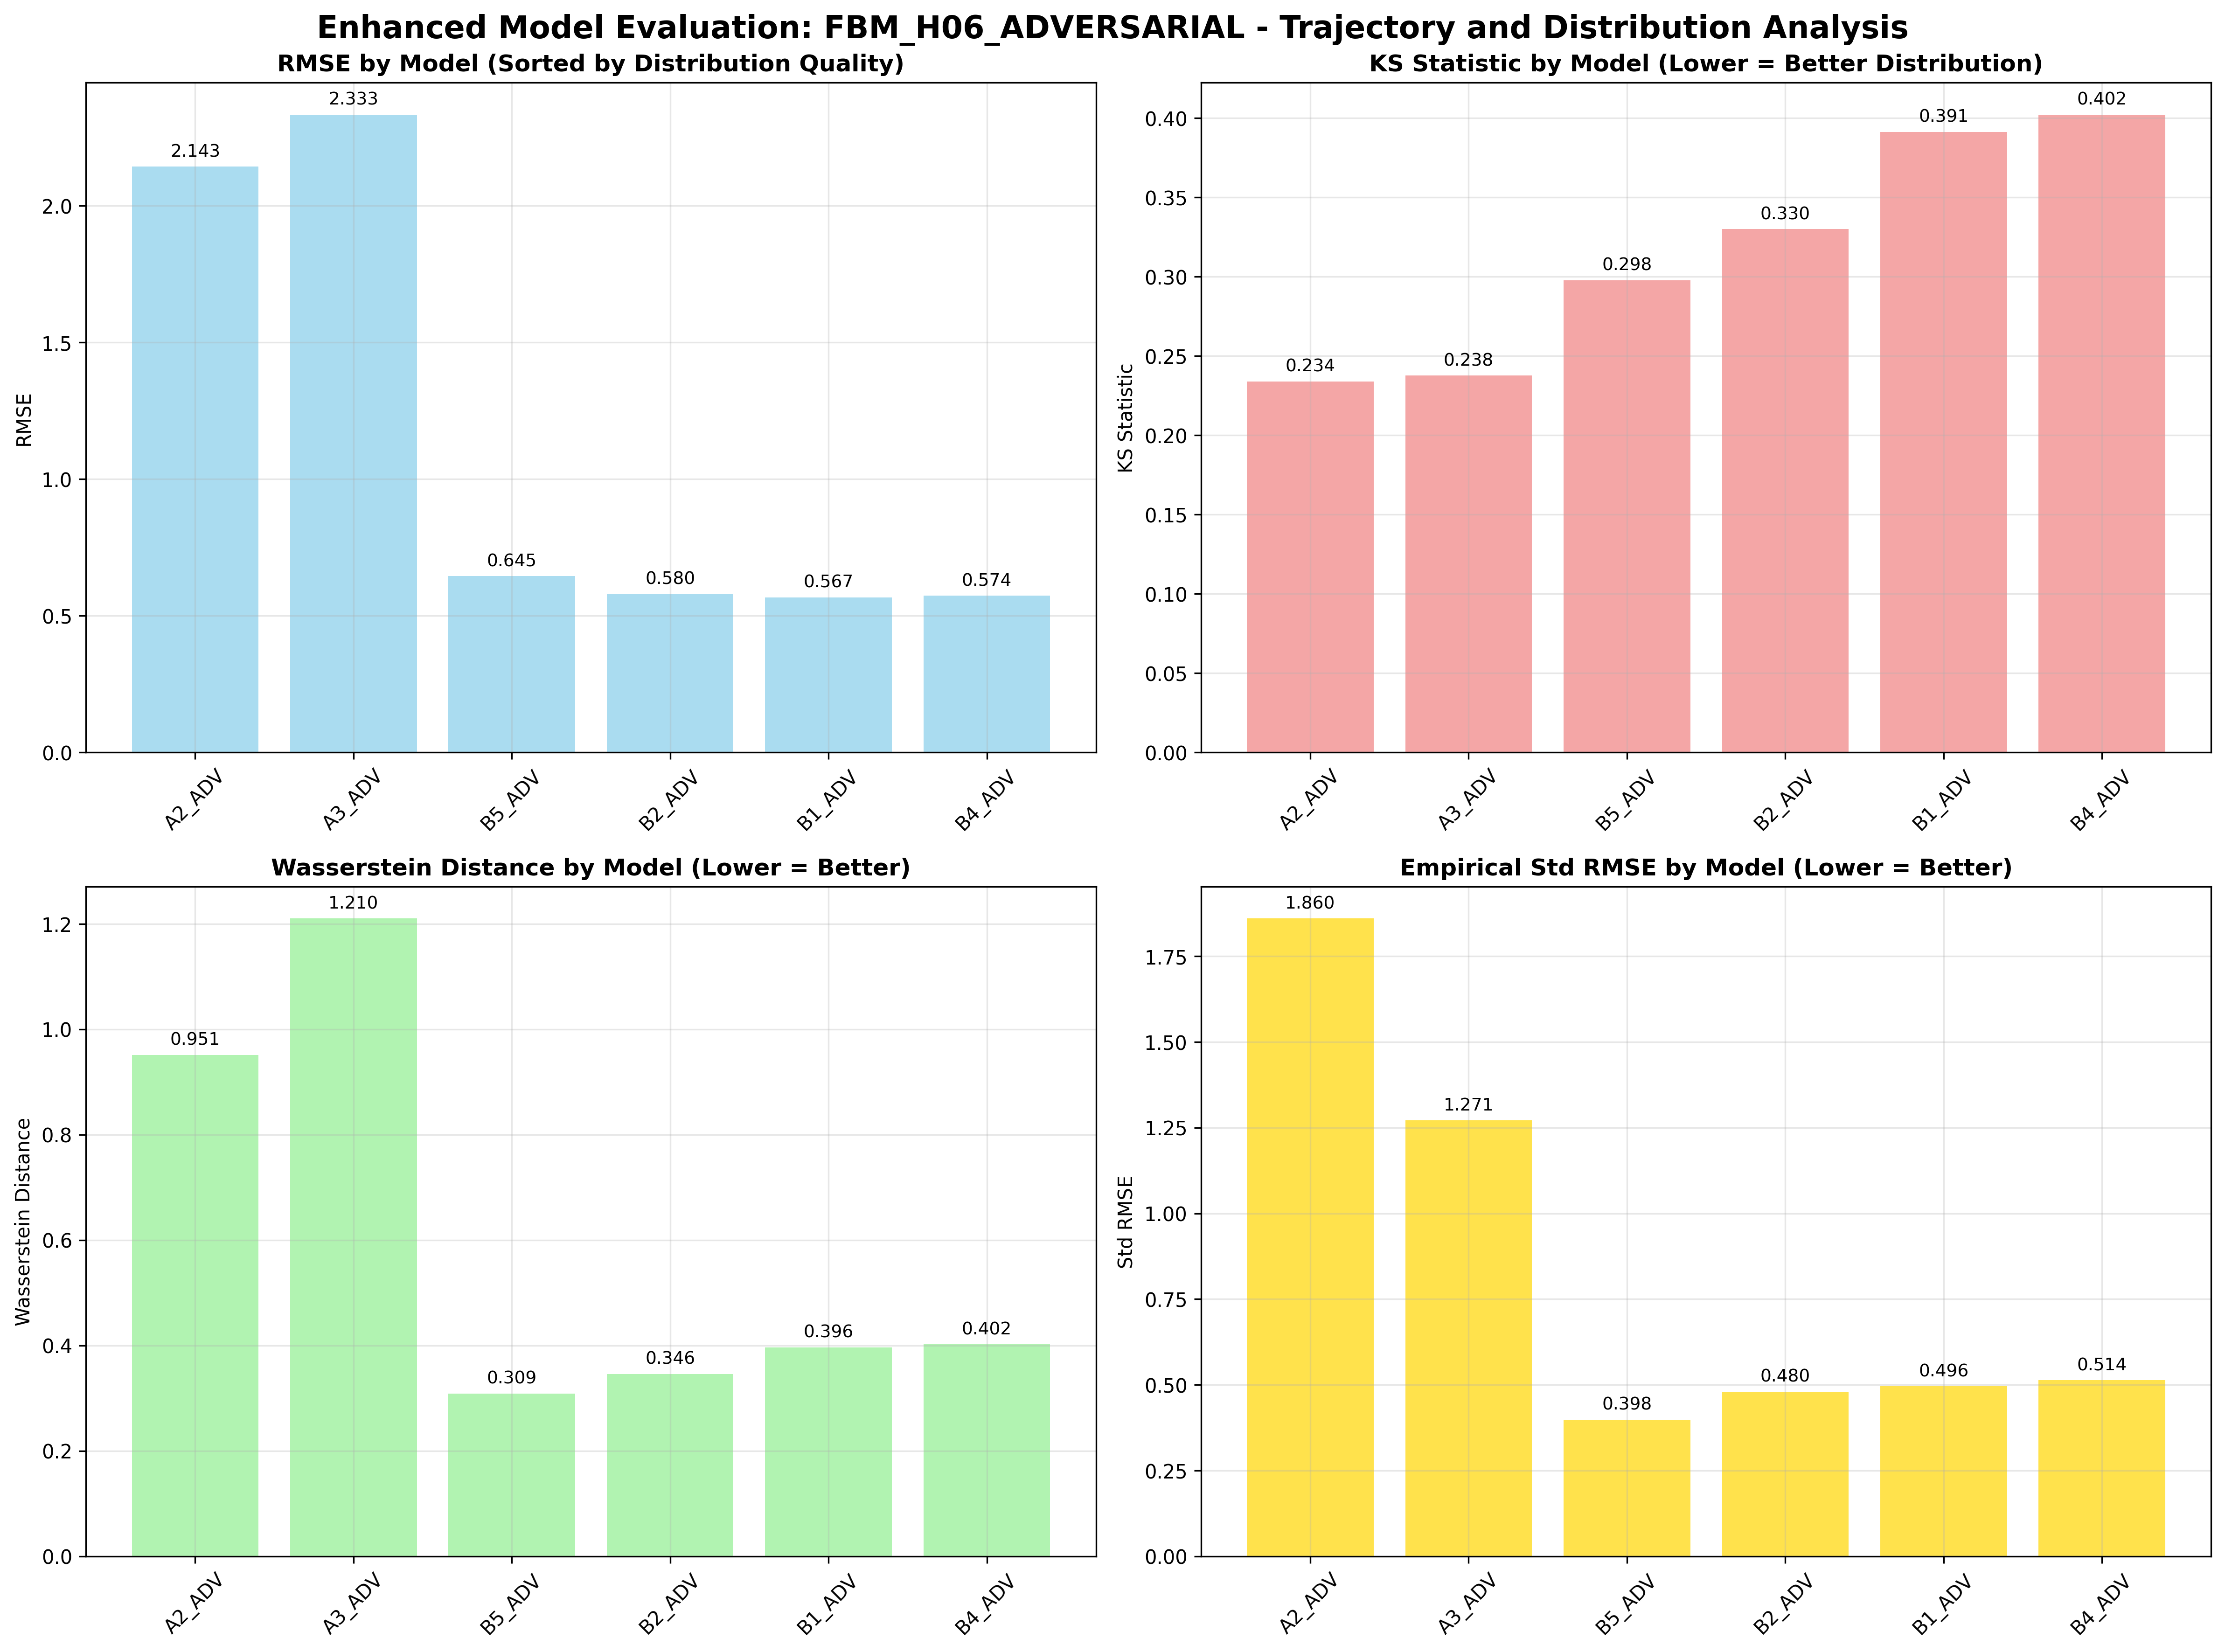 Enhanced Model Evaluation: FBM_H06_ADVERSARIAL - Trajectory and Distribution Analysis
RMSE by Model (Sorted by Distribution Quality)
RMSE
2.0
1.5
1.0
0.5
0.0
2.143
2.333
0.645
0.580
0.567
0.574
A2_ADV
A3_ADV
B5_ADV
B2_ADV
B1_ADV
B4_ADV
KS Statistic by Model (Lower = Better Distribution)
KS Statistic
0.40
0.35
0.30
0.25
0.20
0.15
0.10
0.05
0.00
0.234
0.238
0.298
0.330
0.391
0.402
A2_ADV
A3_ADV
B5_ADV
B2_ADV
B1_ADV
B4_ADV
Wasserstein Distance by Model (Lower = Better)
Wasserstein Distance
1.2
1.0
0.8
0.6
0.4
0.2
0.0
0.951
1.210
0.309
0.346
0.396
0.402
A2_ADV
A3_ADV
B5_ADV
B2_ADV
B1_ADV
B4_ADV
Empirical Std RMSE by Model (Lower = Better)
Std RMSE
1.75
1.50
1.25
1.00
0.75
0.50
0.25
0.00
1.860
1.271
0.398
0.480
0.496
0.514
A2_ADV
A3_ADV
B5_ADV
B2_ADV
B1_ADV
B4_ADV